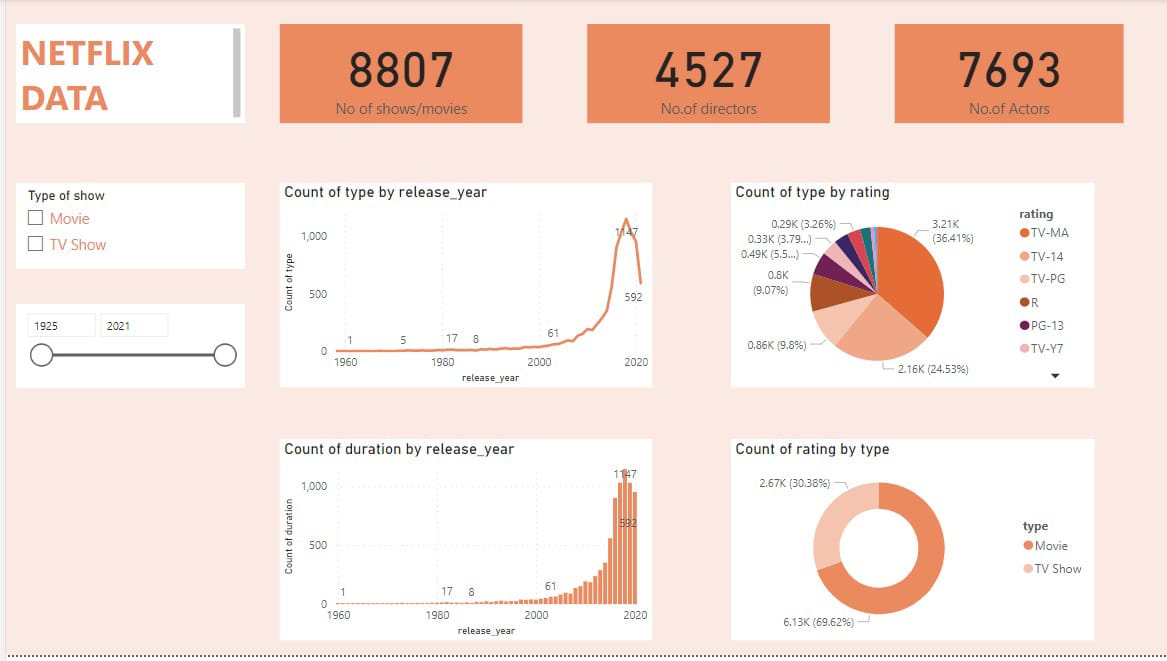 NETFLIX
DATA
8807
No of shows/movies
4527
No.of directors
7693
No.of Actors
Type of show
Movie
TV Show
1925
2021
Count of type by release_year
Count of type
1,000
500
0
1
5
17
8
61
1147
592
1960
1980
2000
2020
release_year
Count of type by rating
0.29K (3.26%)
0.33K (3.79...)
0.49K (5.5...)
0.8K
(9.07%)
0.86K (9.8%)
3.21K
(36.41%)
2.16K (24.53%)
rating
TV-MA
TV-14
TV-PG
R
PG-13
TV-Y7
Count of duration by release_year
Count of duration
1,000
500
0
1
17
8
61
1147
592
1960
1980
2000
2020
release_year
Count of rating by type
2.67K (30.38%)
6.13K (69.62%)
type
Movie
TV Show